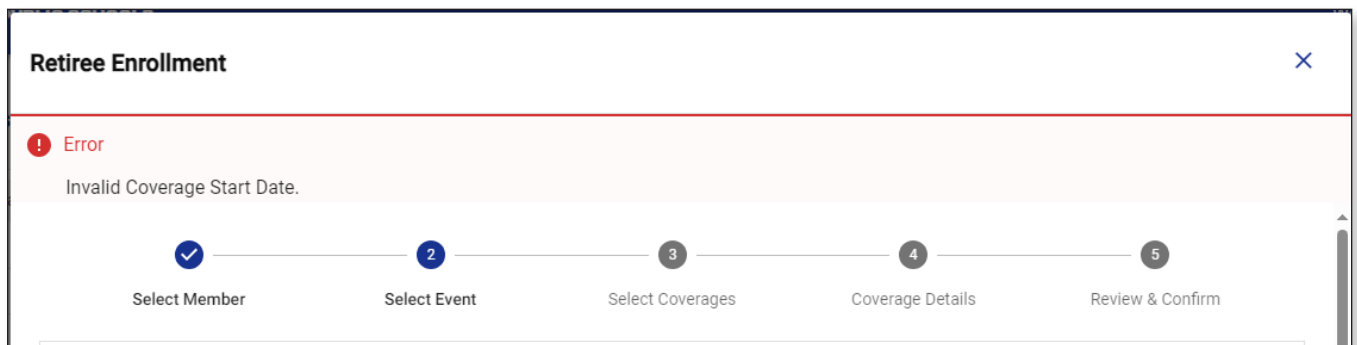 Retiree Enrollment
Error
Invalid Coverage Start Date.
2 3 4 5
Select Member Select Event Select Coverages Coverage Details Review & Confirm